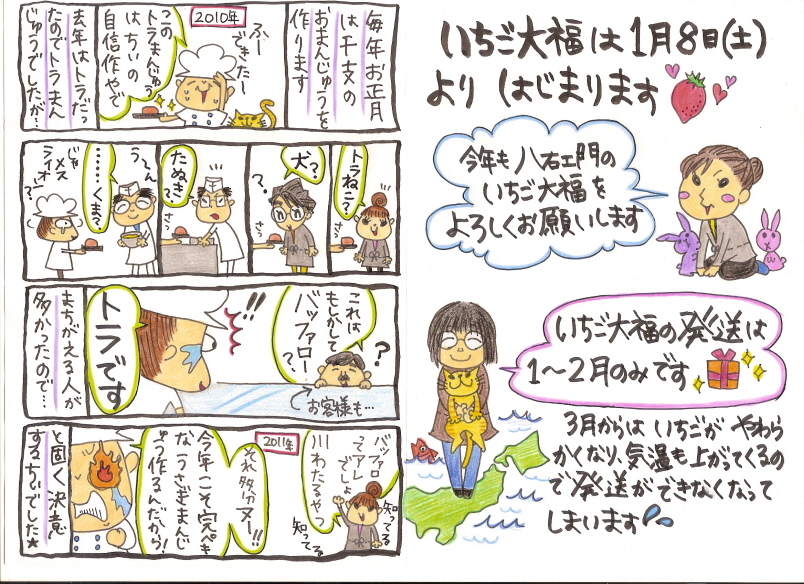 いちご大福は1月8日(土)
より はじまります
今年も 八右エ門の
いちご大福を
よろしくお願いします
いちご大福の発送は
1〜2月のみです
3月からは いちごが やわら
かくなり、気温も上がってくるの
で発送ができなくなって
しまいます
毎年お正月
は干支の
おまんじゅうを
作ります
2010年
ふー
できたー
この
トラまんじゅう
はちぃの
自信作やで
去年はトラだっ
たのでトラまん
じゅうでしたが…
トラねこ?
さっ
犬?
?
さっ
たぬき?
さっ
うーん
……くま?
じゃ
メス
ライオン?
これは
もしかして
バッファロー
??
?
お客様も…
!!
トラです
まちがえる人が
多かったので…
バッファロ
ってアレ
でしょ
川わたるやつ
知ってる
知ってる
2011年
それ多分ヌー!!
今年こそ完ぺき
なうさぎまんじ
ゅう作るんだから!
と固く決意
するちぃでした★